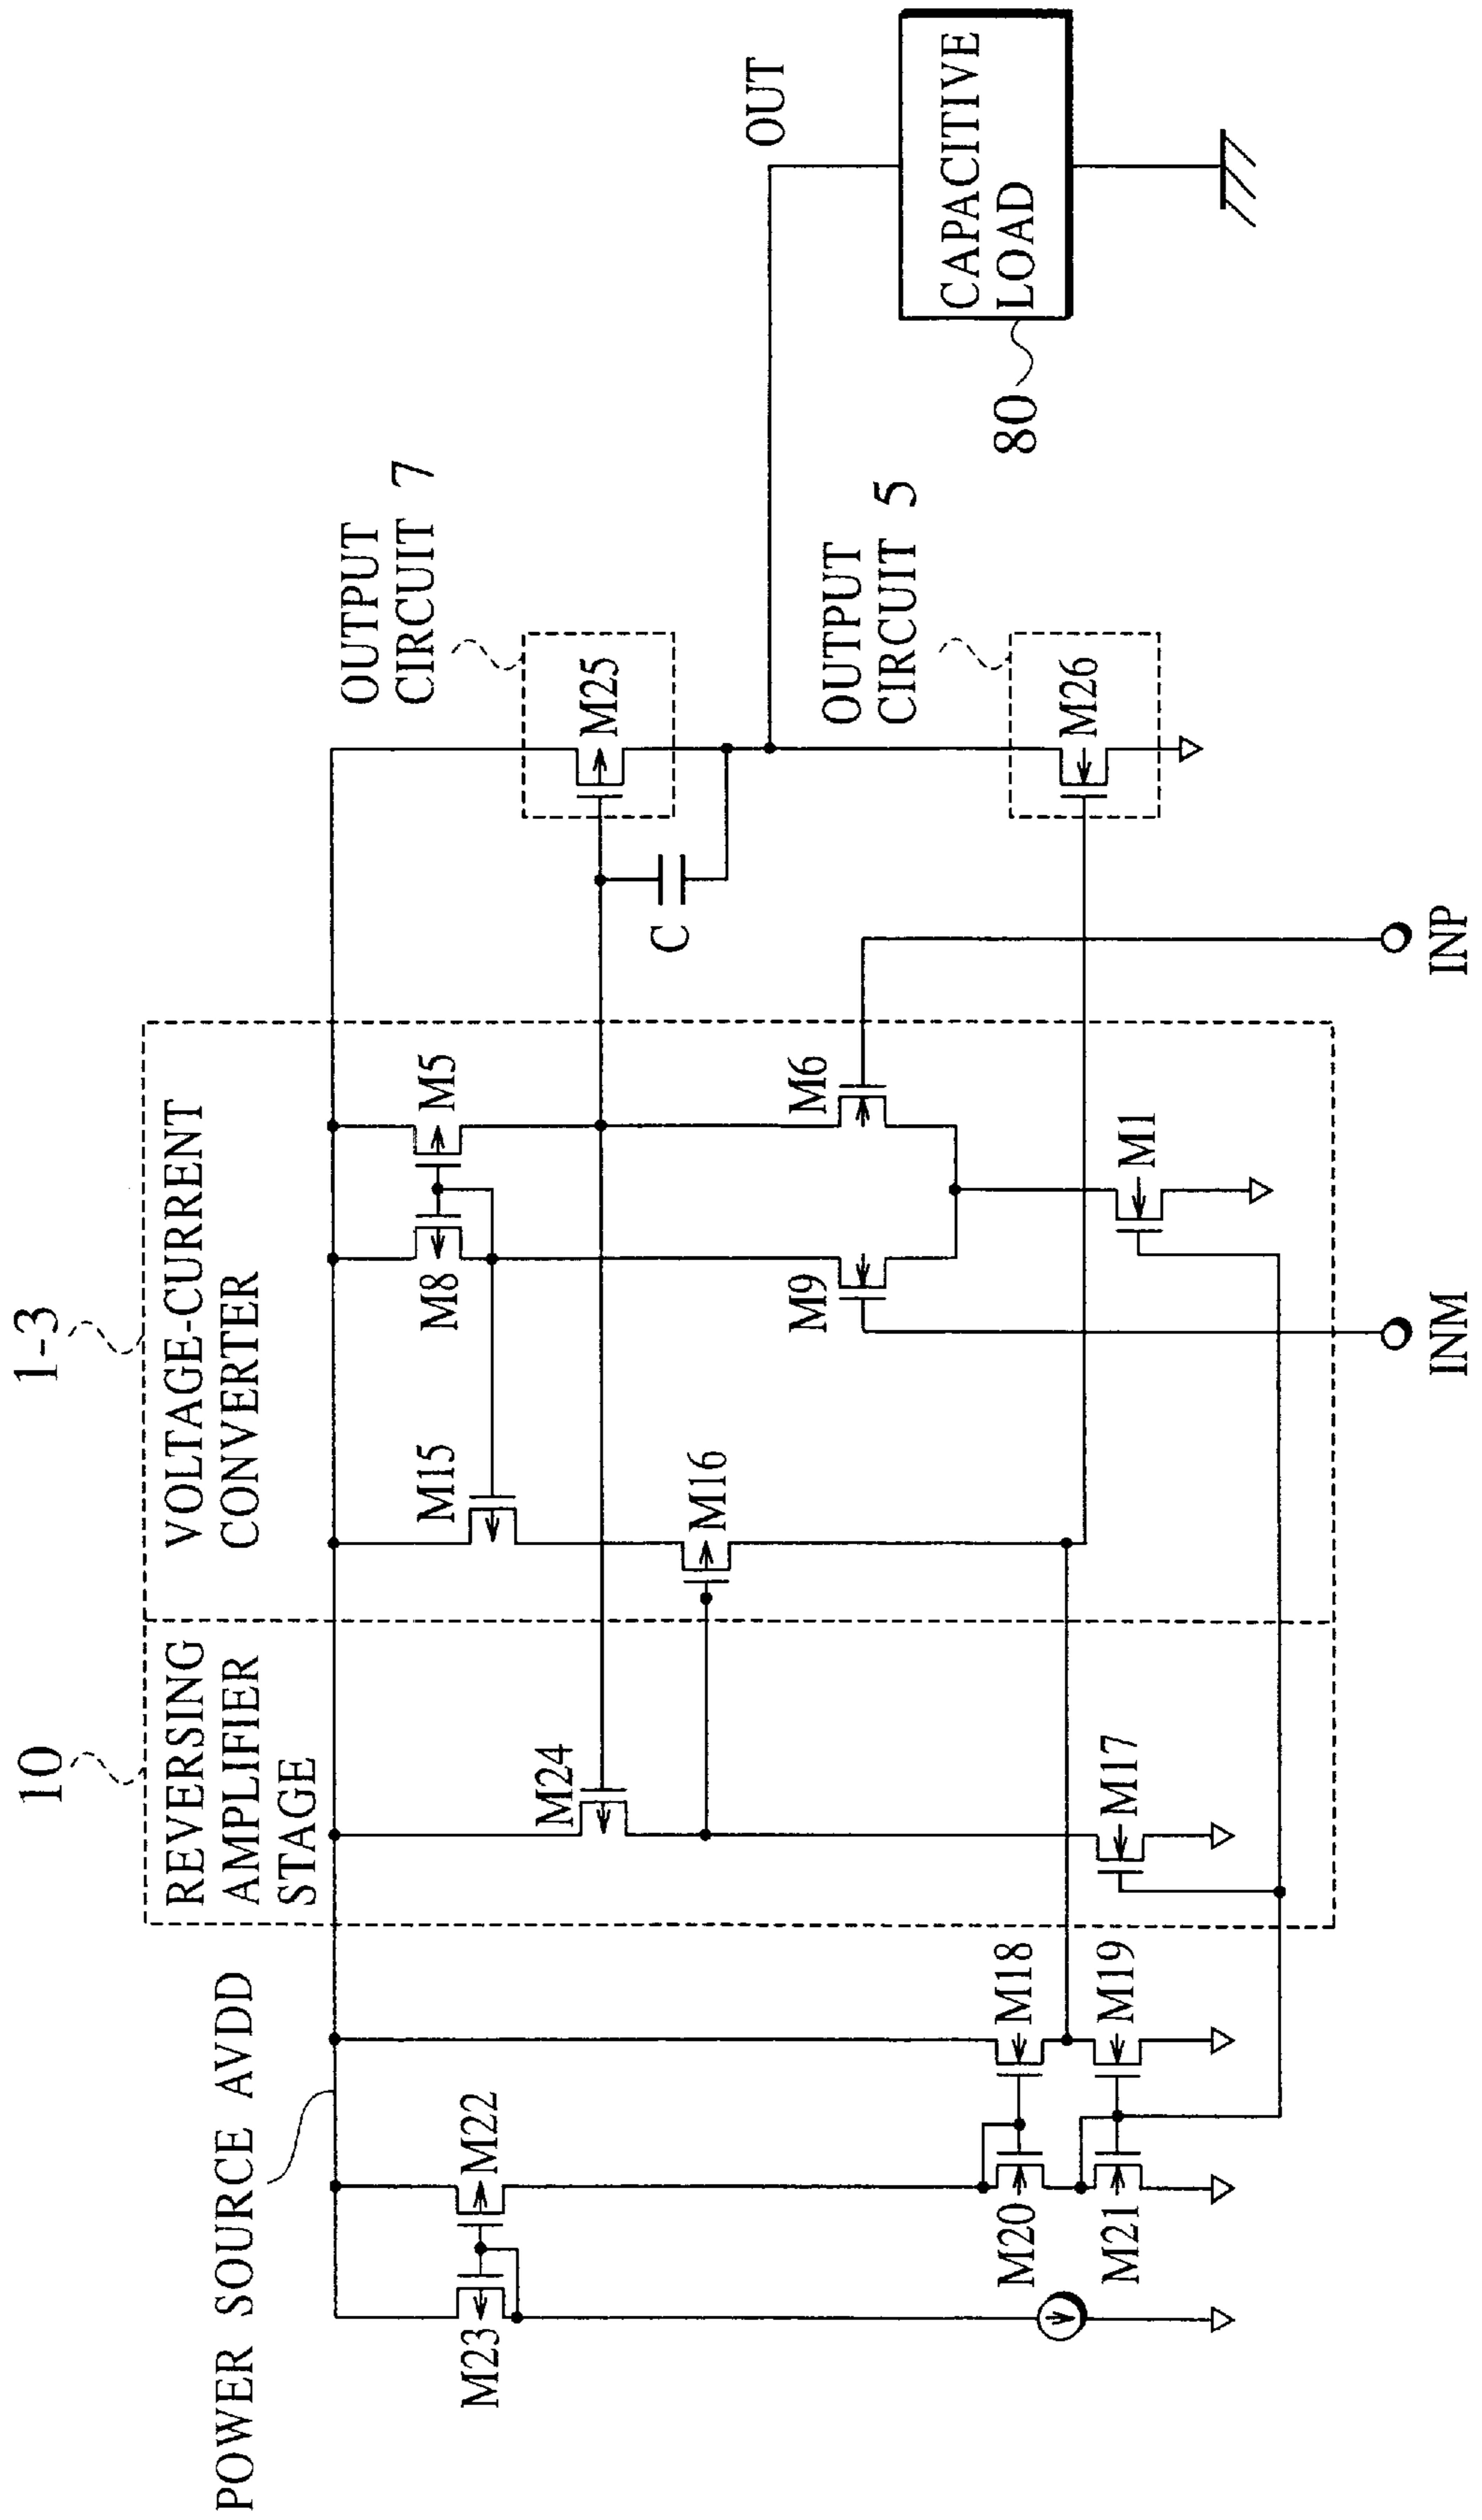 POWER SOURCE AVDD
10
REVERSING
AMPLIFIER
STAGE
1-3
VOLTAGE-CURRENT
CONVERTER
OUTPUT
CIRCUIT 7
OUT
M23
M22
M24
M15
M8
M5
M25
C
M16
M9
M6
OUTPUT
CIRCUIT 5
CAPACITIVE
LOAD
80
M20
M18
M21
M19
M17
M1
M26
INM
INP